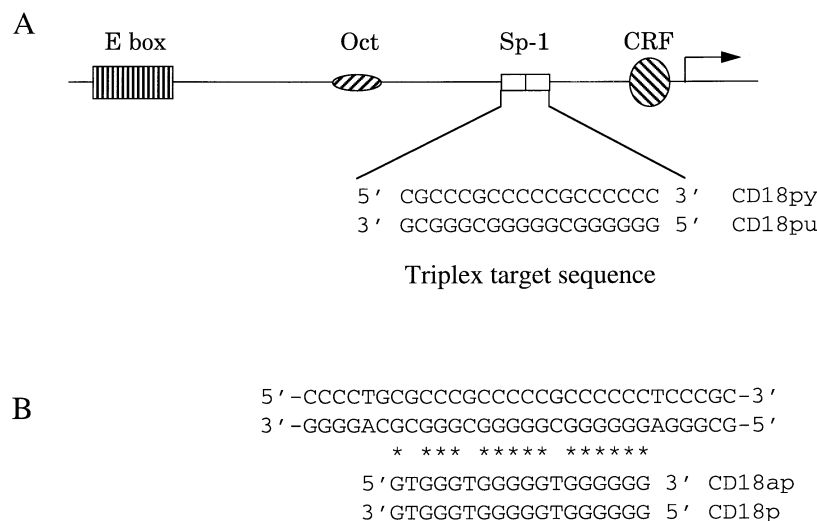 A
E box Oct Sp-1 CRF
5' CGCCCGCCCCCGCCCCCC 3' CD18py
3' GCGGGCGGGGGCGGGGGG 5' CD18pu
Triplex target sequence
B
5'-CCCCTGCGCCCGCCCCCGCCCCCCTCCCGC-3'
3'-GGGGACGCGGGCGGGGGCGGGGGGAGGGCG-5'
* *** ***** ******
5'GTGGGTGGGGGTGGGGGG 3' CD18ap
3'GTGGGTGGGGGTGGGGGG 5' CD18p